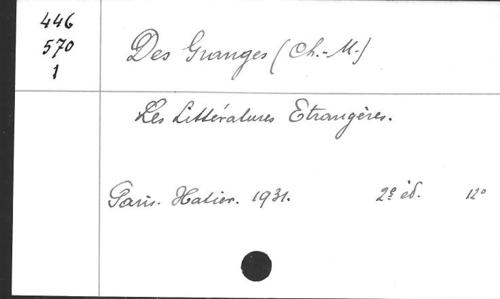 446
570
1
Des Granges (Ch.-M.)
Les Littératures Etrangères.
Paris. Hatier. 1931. 2e éd. 12°